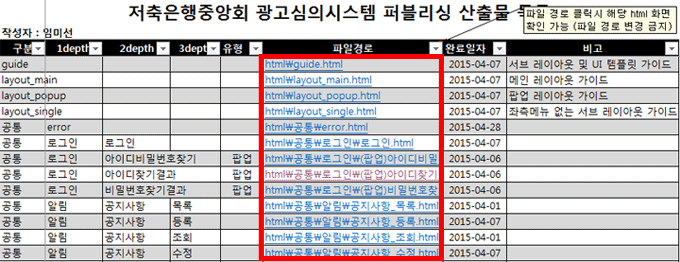 저축은행중앙회 광고심의시스템 퍼블리싱 산출물
파일 경로 클릭시 해당 html 화면
확인 가능 (파일 경로 변경 금지)
작성자 : 임미선
구분 1depth 2depth 3dept 유형 파일경로 완료일자 비고
guide html₩guide.html 2015-04-07 서브 레이아웃 및 UI 템플릿 가이드
layout_main html₩layout_main.html 2015-04-07 메인 레이아웃 가이드
layout_popup html₩layout_popup.html 2015-04-07 팝업 레이아웃 가이드
layout_single html₩layout_single.html 2015-04-07 좌측메뉴 없는 서브 레이아웃 가이드
공통 error html₩공통₩error.html 2015-04-28
공통 로그인 로그인 html₩공통₩로그인₩로그인.html 2015-04-07
공통 로그인 아이디비밀번호찾기 팝업 html₩공통₩로그인₩(팝업)아이디비밀 2015-04-06
공통 로그인 아이디찾기결과 팝업 html₩공통₩로그인₩(팝업)아이디찾기 2015-04-06
공통 로그인 비밀번호찾기결과 팝업 html₩공통₩로그인₩(팝업)비밀번호찾 2015-04-06
공통 알림 공지사항 목록 html₩공통₩알림₩공지사항_목록.html 2015-04-01
공통 알림 공지사항 등록 html₩공통₩알림₩공지사항_등록.html 2015-04-07
공통 알림 공지사항 조회 html₩공통₩알림₩공지사항_조회.html 2015-04-01
공통 알림 공지사항 수정 html₩공통₩알림₩공지사항_수정.html 2015-04-07